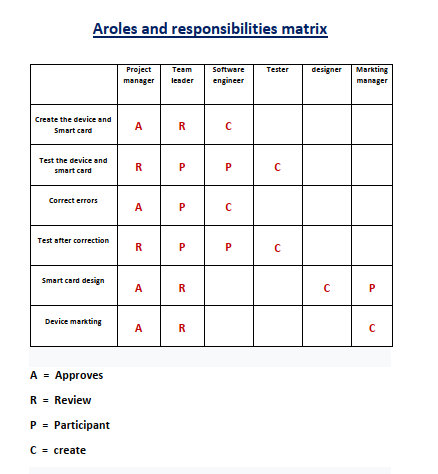 Aroles and responsibilities matrix
Project manager Team leader Software engineer Tester designer Markting manager
Create the device and Smart card A R C
Test the device and smart card R P P C
Correct errors A P C
Test after correction R P P C
Smart card design A R C P
Device markting A R C
A = Approves
R = Review
P = Participant
C = create